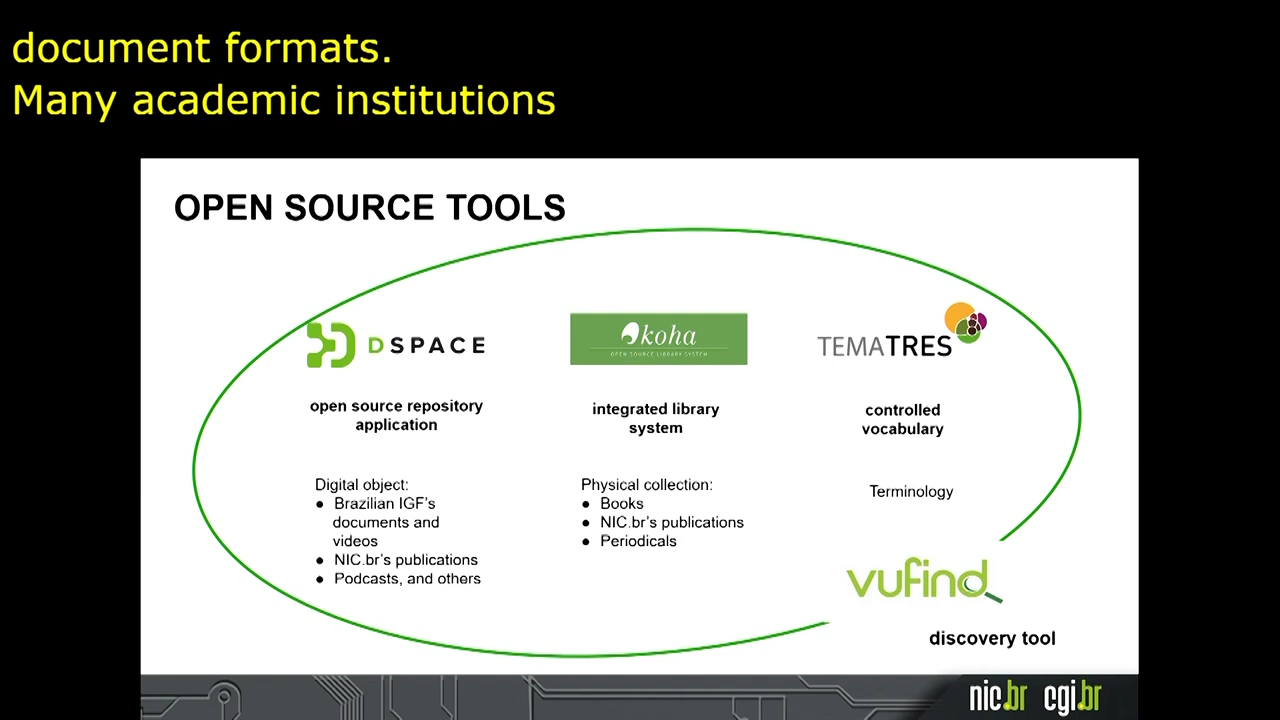 document formats.
Many academic institutions
OPEN SOURCE TOOLS
DSPACE
open source repository
application
Digital object:
● Brazilian IGF's
documents and
videos
● NIC.br's publications
● Podcasts, and others
koha
OPEN SOURCE LIBRARY SYSTEM
integrated library
system
Physical collection:
● Books
● NIC.br's publications
● Periodicals
TEMATRES
controlled
vocabulary
Terminology
vufind
discovery tool
nic.br cgi.br